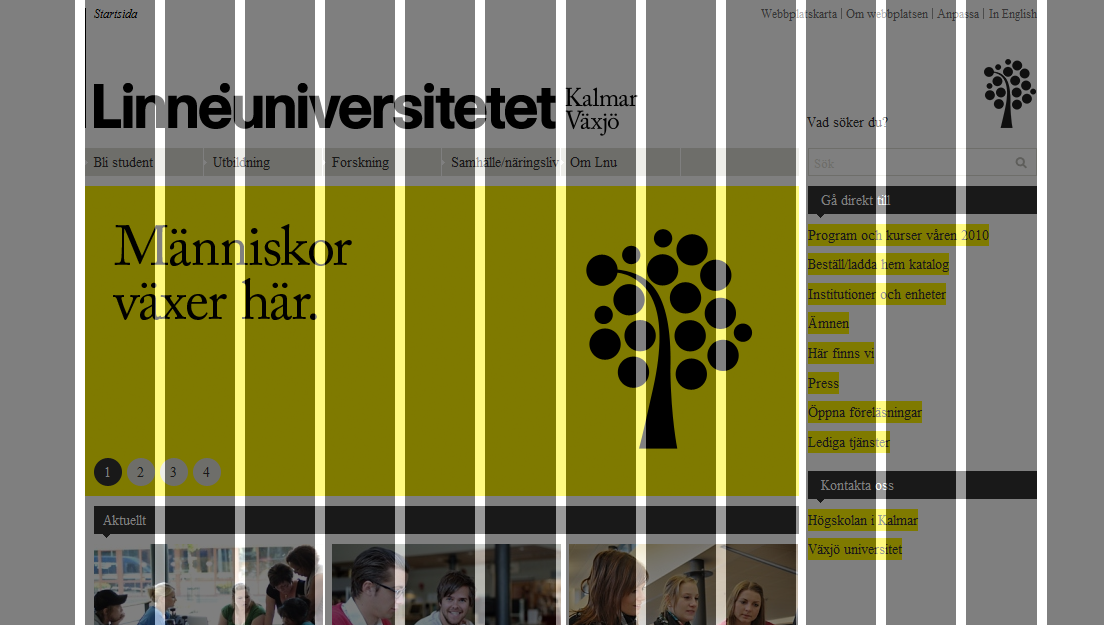 Startsida
Webbplatskarta | Om webbplatsen | Anpassa | In English
Linnéuniversitetet Kalmar Växjö
Vad söker du?
Bli student Utbildning Forskning Samhälle/näringsliv Om Lnu
Sök
Människor
växer här.
1 2 3 4
Gå direkt till
Program och kurser våren 2010
Beställ/ladda hem katalog
Institutioner och enheter
Ämnen
Här finns vi
Press
Öppna föreläsningar
Lediga tjänster
Kontakta oss
Högskolan i Kalmar
Växjö universitet
Aktuellt